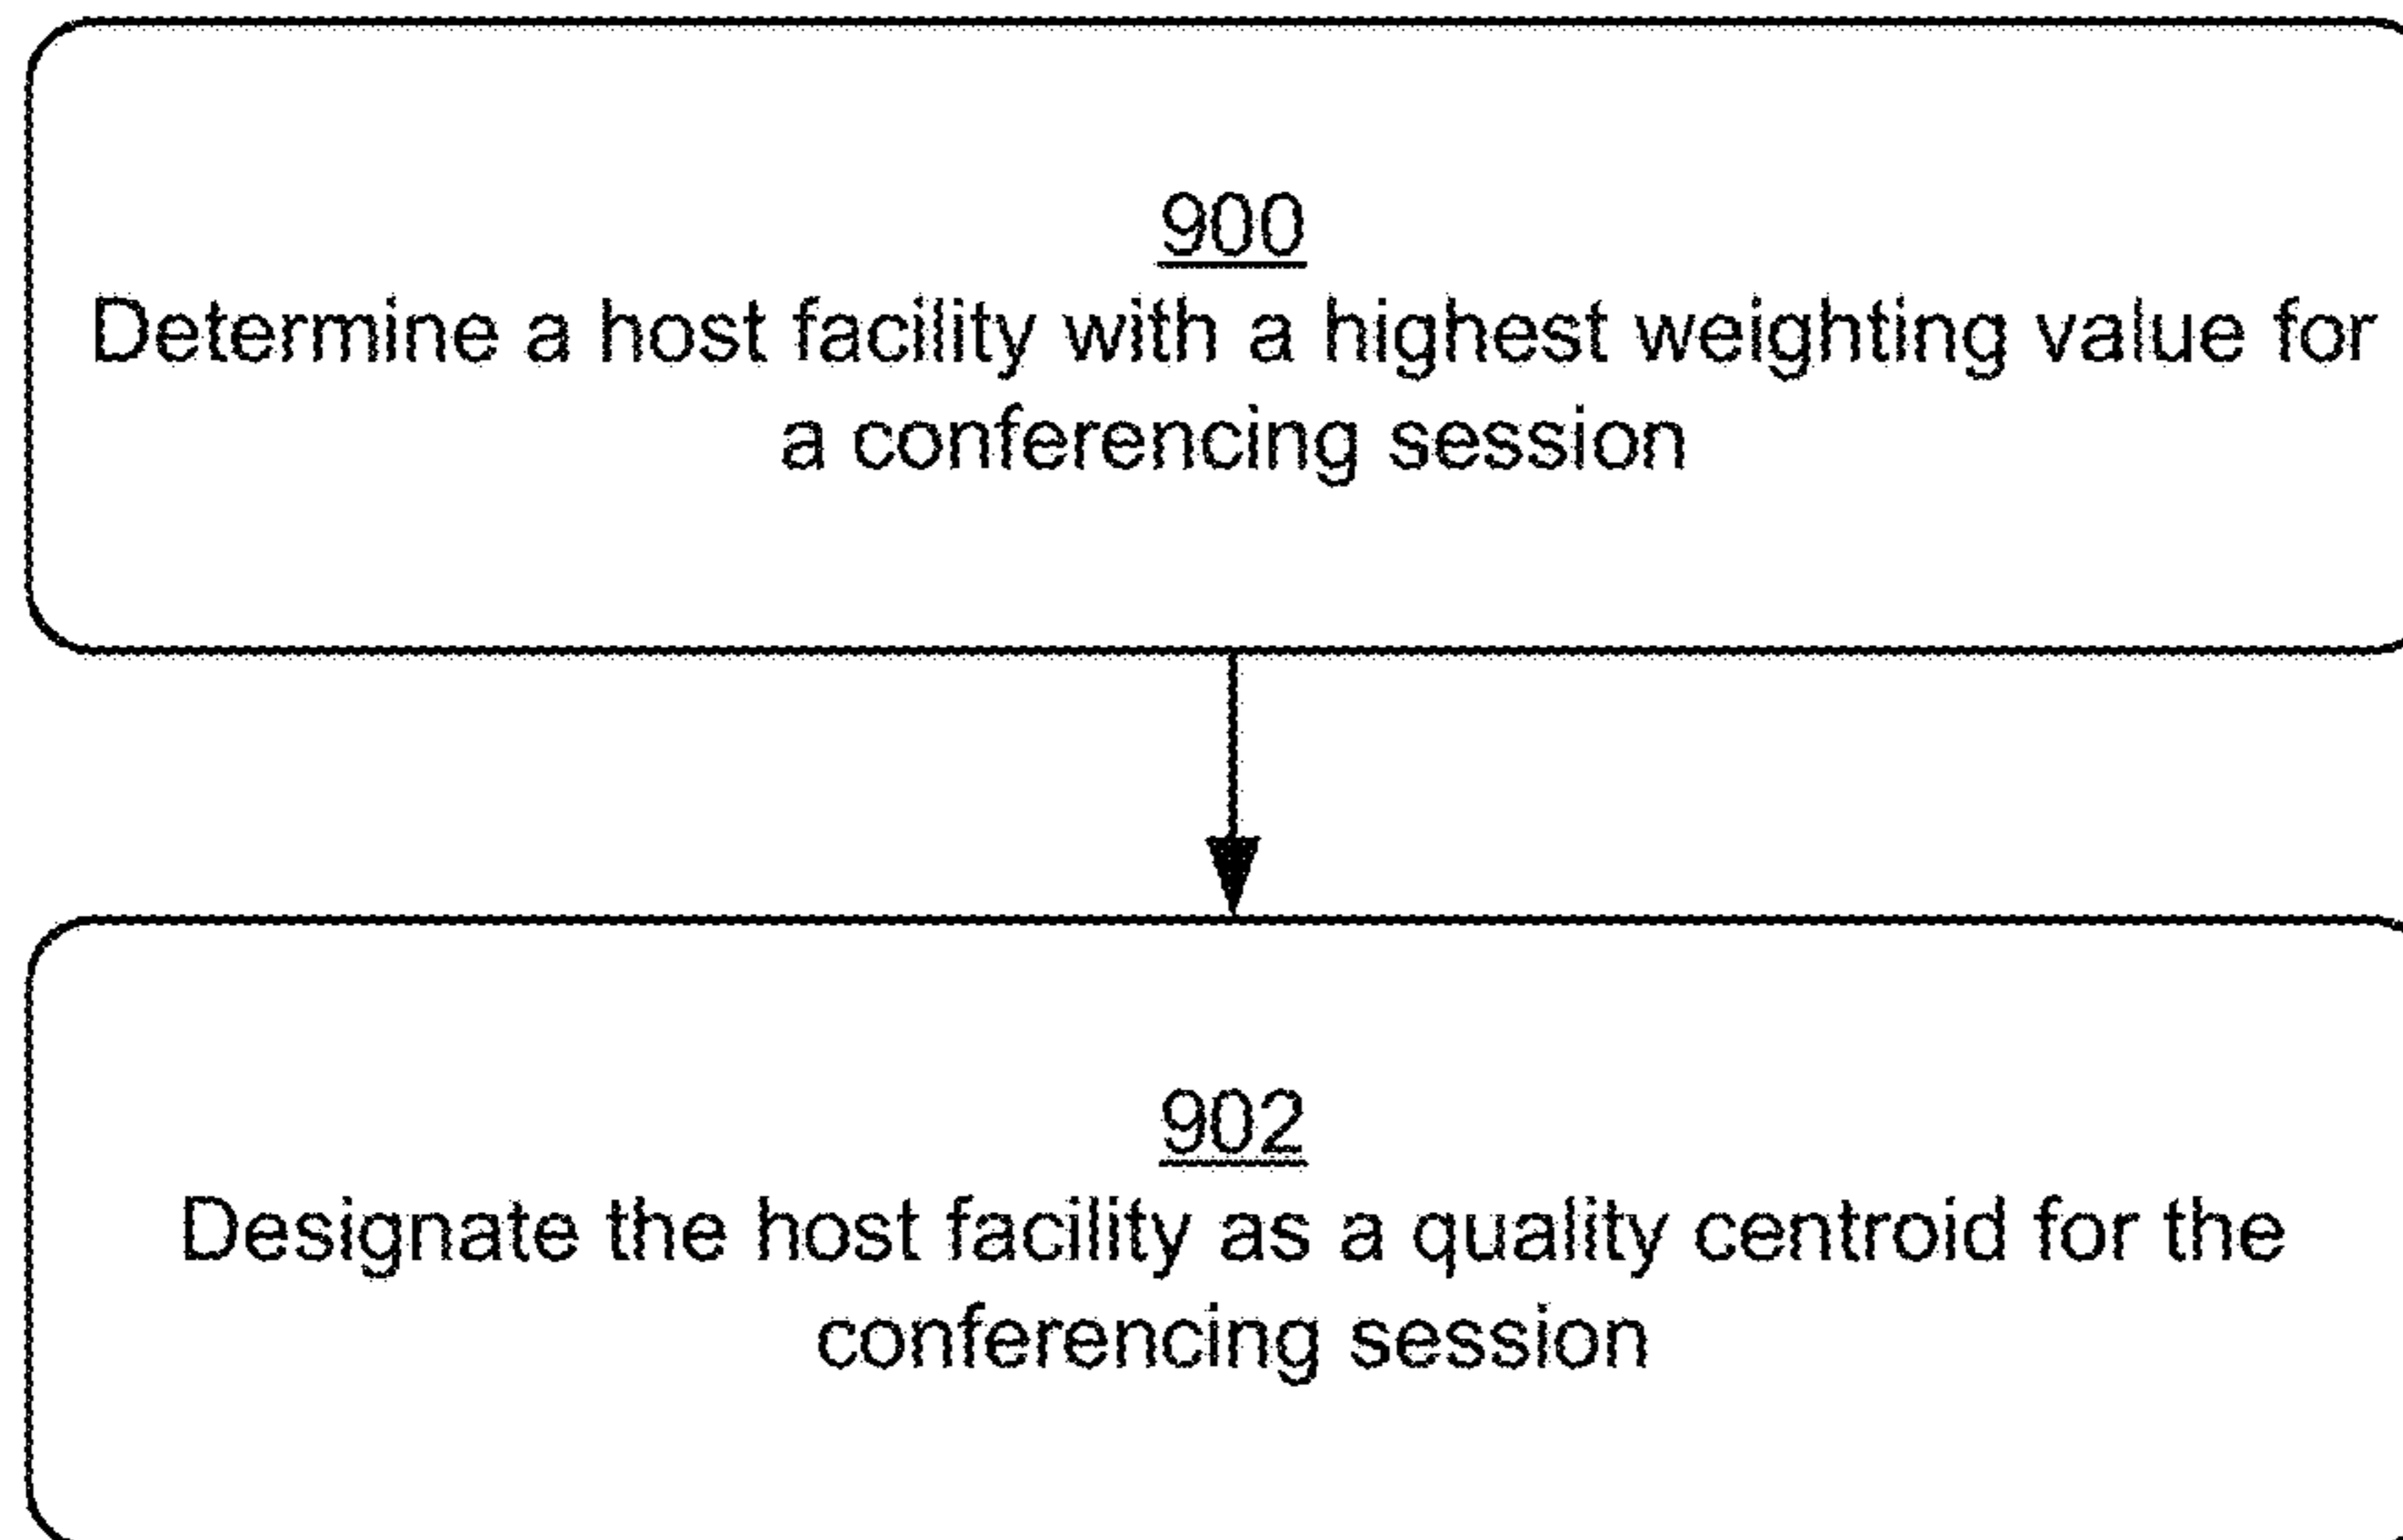 900
Determine a host facility with a highest weighting value for
a conferencing session
902
Designate the host facility as a quality centroid for the
conferencing session